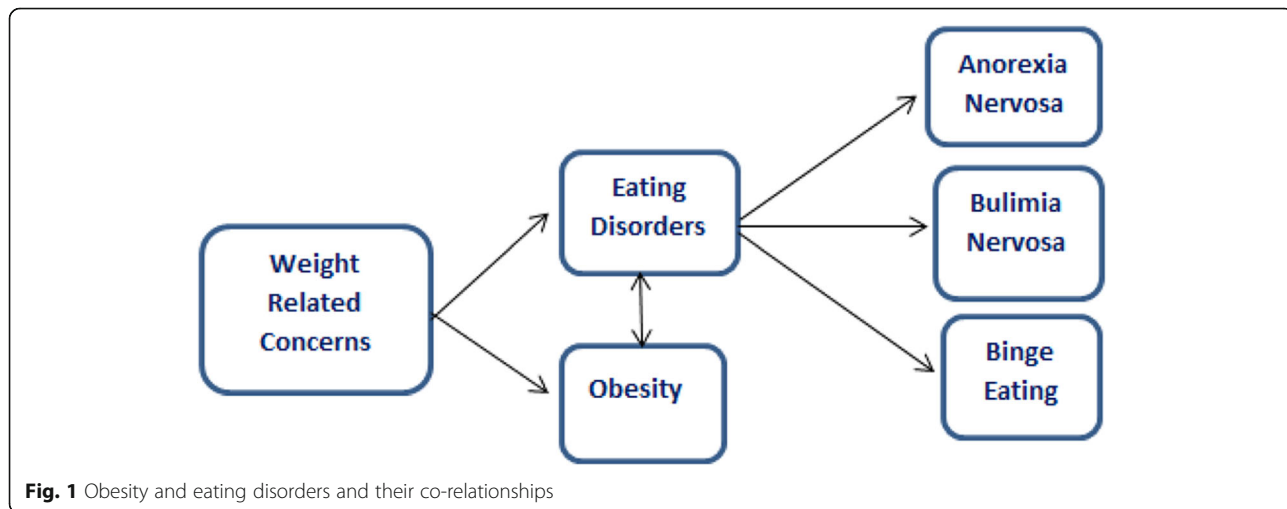 Anorexia
Nervosa
Eating
Disorders
Bulimia
Nervosa
Weight
Related
Concerns
Obesity
Binge
Eating
Fig. 1 Obesity and eating disorders and their co-relationships